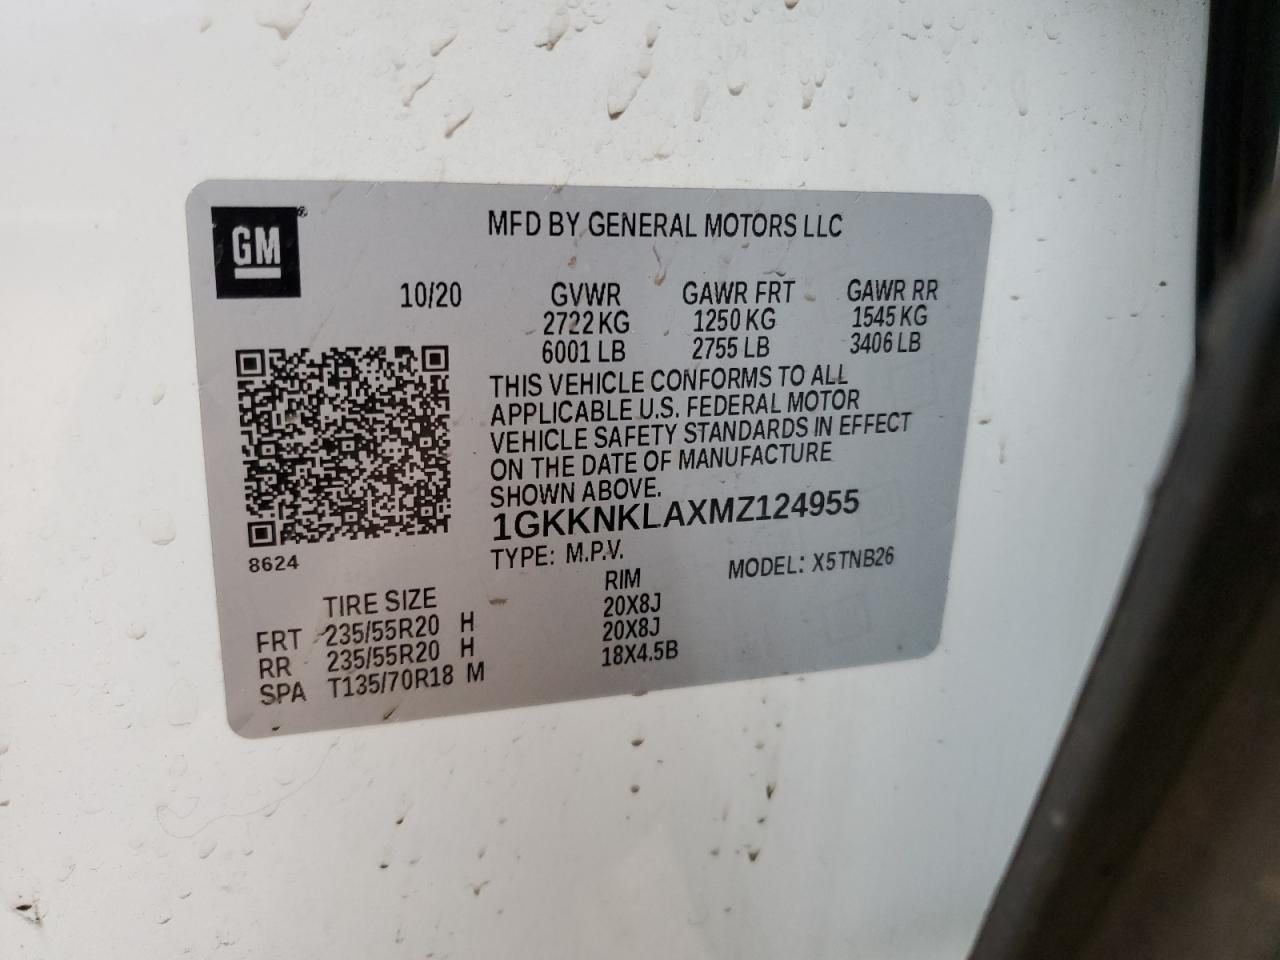 GM
MFD BY GENERAL MOTORS LLC
10/20 GVWR GAWR FRT GAWR RR
2722 KG 1250 KG 1545 KG
6001 LB 2755 LB 3406 LB
THIS VEHICLE CONFORMS TO ALL
APPLICABLE U.S. FEDERAL MOTOR
VEHICLE SAFETY STANDARDS IN EFFECT
ON THE DATE OF MANUFACTURE
SHOWN ABOVE.
1GKKNKLAXMZ124955
8624
TYPE: M.P.V. MODEL: X5TNB26
TIRE SIZE RIM
FRT 235/55R20 H 20X8J
RR 235/55R20 H 20X8J
SPA T135/70R18 M 18X4.5B